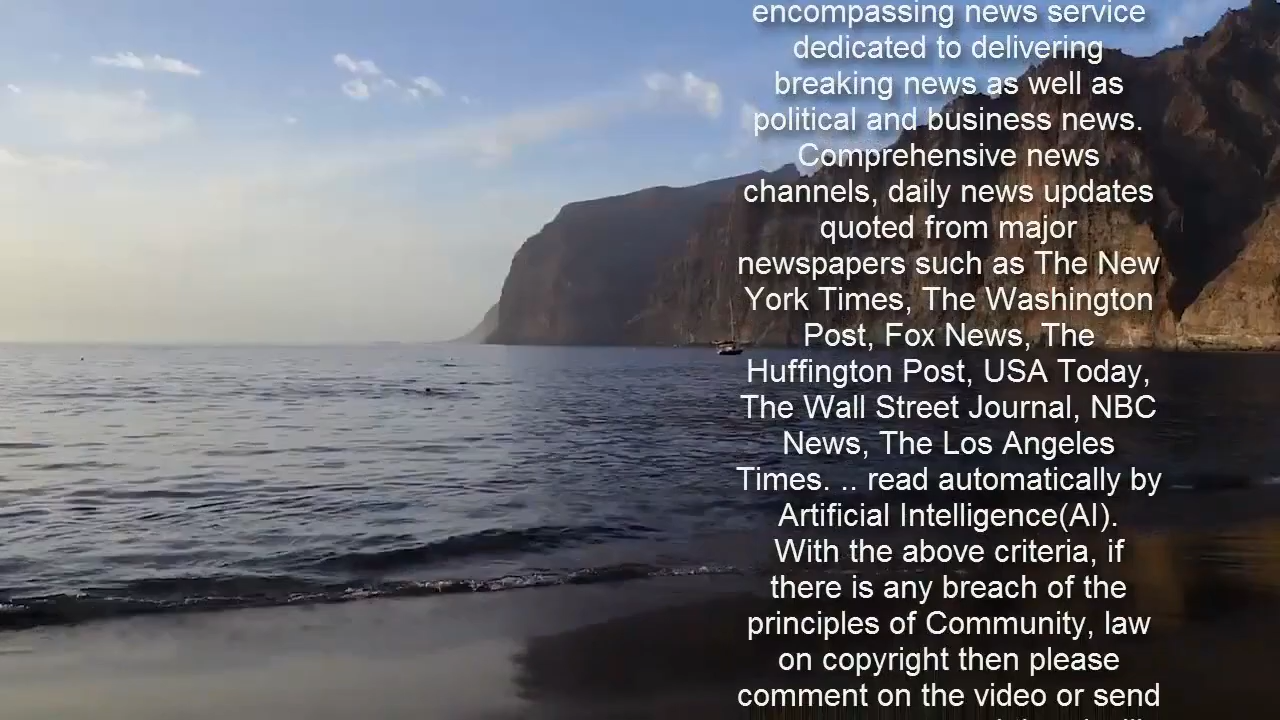 encompassing news service
dedicated to delivering
breaking news as well as
political and business news.
Comprehensive news
channels, daily news updates
quoted from major
newspapers such as The New
York Times, The Washington
Post, Fox News, The
Huffington Post, USA Today,
The Wall Street Journal, NBC
News, The Los Angeles
Times. .. read automatically by
Artificial Intelligence(AI).
With the above criteria, if
there is any breach of the
principles of Community, law
on copyright then please
comment on the video or send